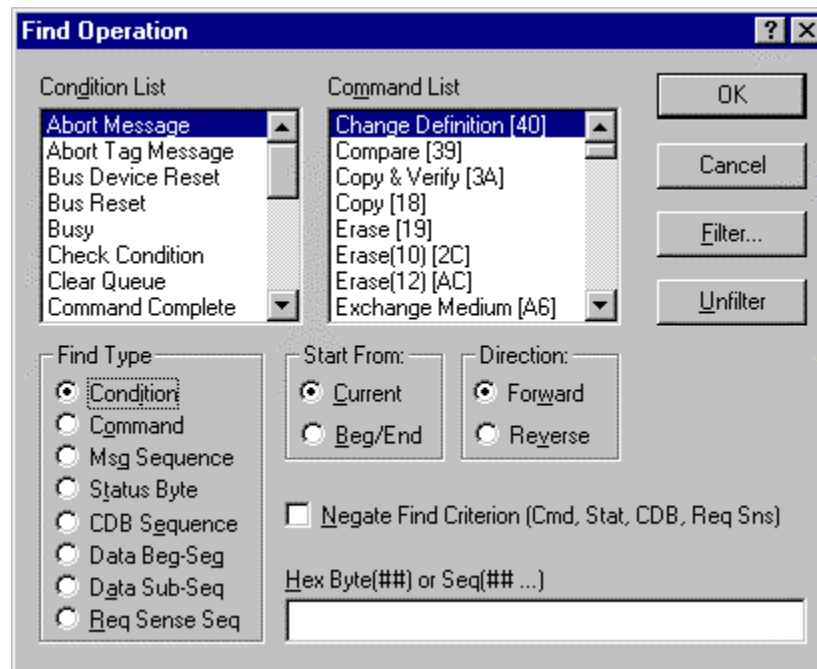 Find Operation
Condition List
Abort Message
Abort Tag Message
Bus Device Reset
Bus Reset
Busy
Check Condition
Clear Queue
Command Complete
Command List
Change Definition [40]
Compare [39]
Copy & Verify [3A]
Copy [18]
Erase [19]
Erase(10) [2C]
Erase(12) [AC]
Exchange Medium [A6]
OK
Cancel
Filter...
Unfilter
Find Type
Condition
Command
Msg Sequence
Status Byte
CDB Sequence
Data Beg-Seg
Data Sub-Seq
Req Sense Seq
Start From:
Current
Beg/End
Direction:
Forward
Reverse
Negate Find Criterion (Cmd, Stat, CDB, Req Sns)
Hex Byte(##) or Seq(## ...)